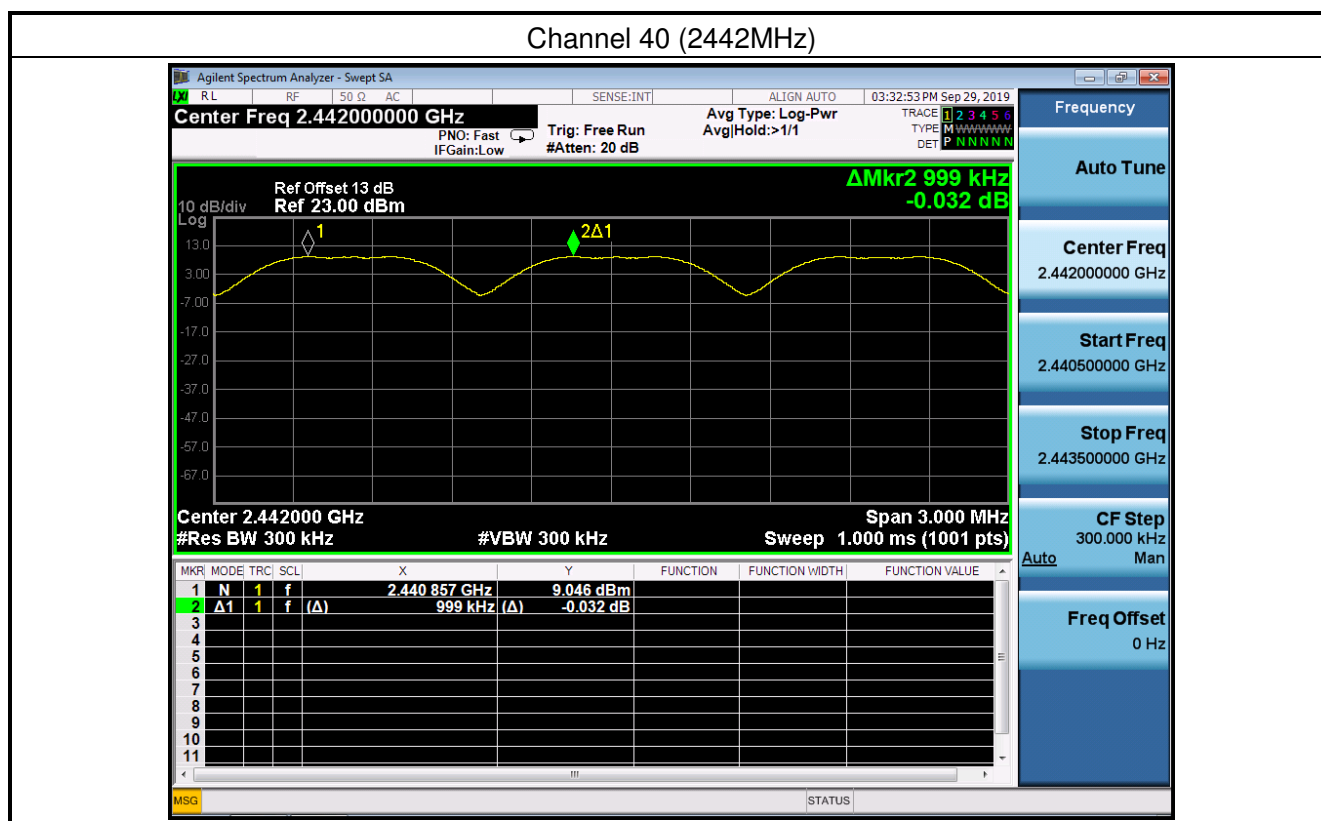 Channel 40 (2442MHz)
Agilent Spectrum Analyzer - Swept SA
LXI RL RF 50 Ω AC SENSE:INT ALIGN AUTO 03:32:53 PM Sep 29, 2019
Center Freq 2.442000000 GHz
PNO: Fast
IFGain:Low
Trig: Free Run
#Atten: 20 dB
Avg Type: Log-Pwr
Avg|Hold:>1/1
TRACE 1 2 3 4 5 6
TYPE M WWWWW
DET P N N N N N
ΔMkr2 999 kHz
-0.032 dB
Ref Offset 13 dB
10 dB/div Ref 23.00 dBm
Log
1
2Δ1
13.0
3.00
-7.00
-17.0
-27.0
-37.0
-47.0
-57.0
-67.0
Center 2.442000 GHz Span 3.000 MHz
#Res BW 300 kHz #VBW 300 kHz Sweep 1.000 ms (1001 pts)
MKR MODE TRC SCL X Y FUNCTION FUNCTION WIDTH FUNCTION VALUE
1 N 1 f 2.440 857 GHz 9.046 dBm
2 Δ1 1 f (Δ) 999 kHz (Δ) -0.032 dB
3
4
5
6
7
8
9
10
11
MSG STATUS
Frequency
Auto Tune
Center Freq
2.442000000 GHz
Start Freq
2.440500000 GHz
Stop Freq
2.443500000 GHz
CF Step
300.000 kHz
Auto Man
Freq Offset
0 Hz